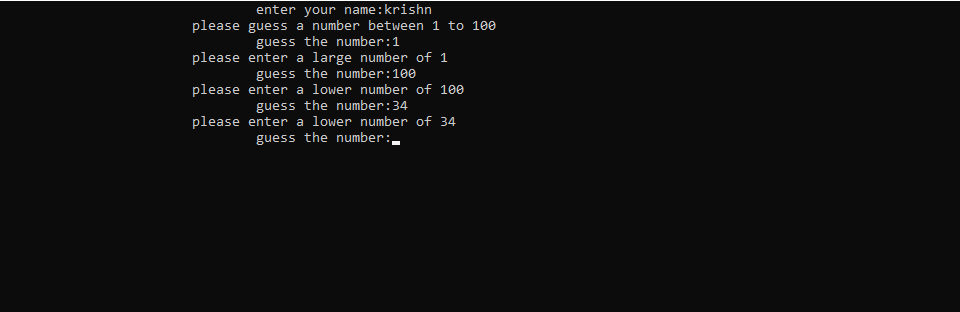 enter your name:krishn
please guess a number between 1 to 100
guess the number:1
please enter a large number of 1
guess the number:100
please enter a lower number of 100
guess the number:34
please enter a lower number of 34
guess the number: